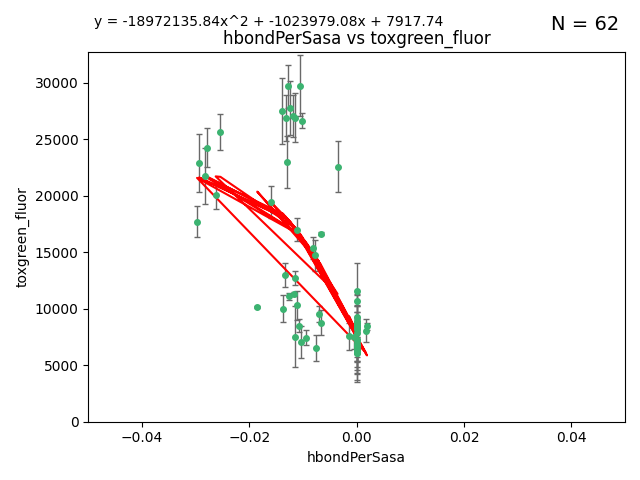 y = -18972135.84x^2 + -1023979.08x + 7917.74
N = 62
hbondPerSasa vs toxgreen_fluor
30000
25000
20000
15000
10000
5000
0
toxgreen_fluor
−0.04
−0.02
0.00
0.02
0.04
hbondPerSasa